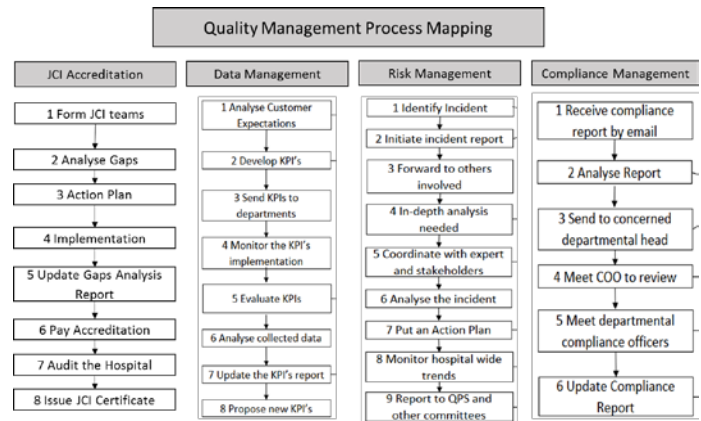 Quality Management Process Mapping
JCI Accreditation
1 Form JCI teams
2 Analyse Gaps
3 Action Plan
4 Implementation
5 Update Gaps Analysis
Report
6 Pay Accreditation
7 Audit the Hospital
8 Issue JCI Certificate
Data Management
1 Analyse Customer
Expectations
2 Develop KPI's
3 Send KPIs to
departments
4 Monitor the KPI's
implementation
5 Evaluate KPIs
6 Analyse collected data
7 Update the KPI's report
8 Propose new KPI's
Risk Management
1 Identify Incident
2 Initiate incident report
3 Forward to others
involved
4 In-depth analysis
needed
5 Coordinate with expert
and stakeholders
6 Analyse the incident
7 Put an Action Plan
8 Monitor hospital wide
trends
9 Report to QPS and
other committees
Compliance Management
1 Receive compliance
report by email
2 Analyse Report
3 Send to concerned
departmental head
4 Meet COO to review
5 Meet departmental
compliance officers
6 Update Compliance
Report